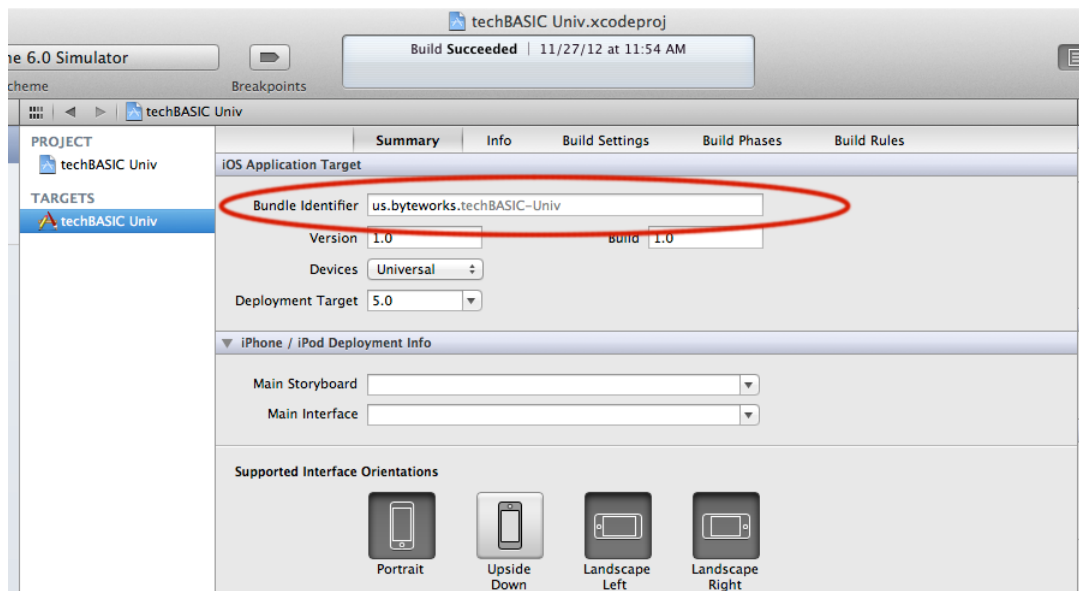 techBASIC Univ.xcodeproj
ne 6.0 Simulator
Build Succeeded | 11/27/12 at 11:54 AM
cheme
Breakpoints
techBASIC Univ
PROJECT
Summary Info Build Settings Build Phases Build Rules
techBASIC Univ
iOS Application Target
TARGETS
techBASIC Univ
Bundle Identifier us.byteworks.techBASIC-Univ
Version 1.0 Build 1.0
Devices Universal
Deployment Target 5.0
iPhone / iPod Deployment Info
Main Storyboard
Main Interface
Supported Interface Orientations
Portrait
Upside Down
Landscape Left
Landscape Right